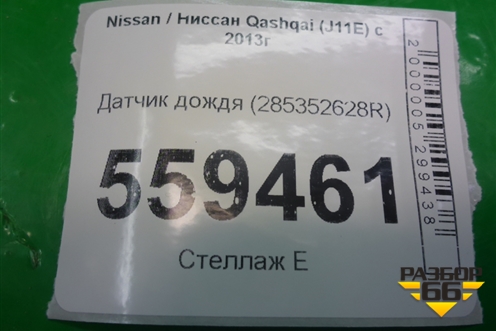 Nissan / Ниссан Qashqai (J11E) с
2013г
Датчик дождя (285352628R)
559461
Стеллаж Е
2000005299438
РАЗБОР
66